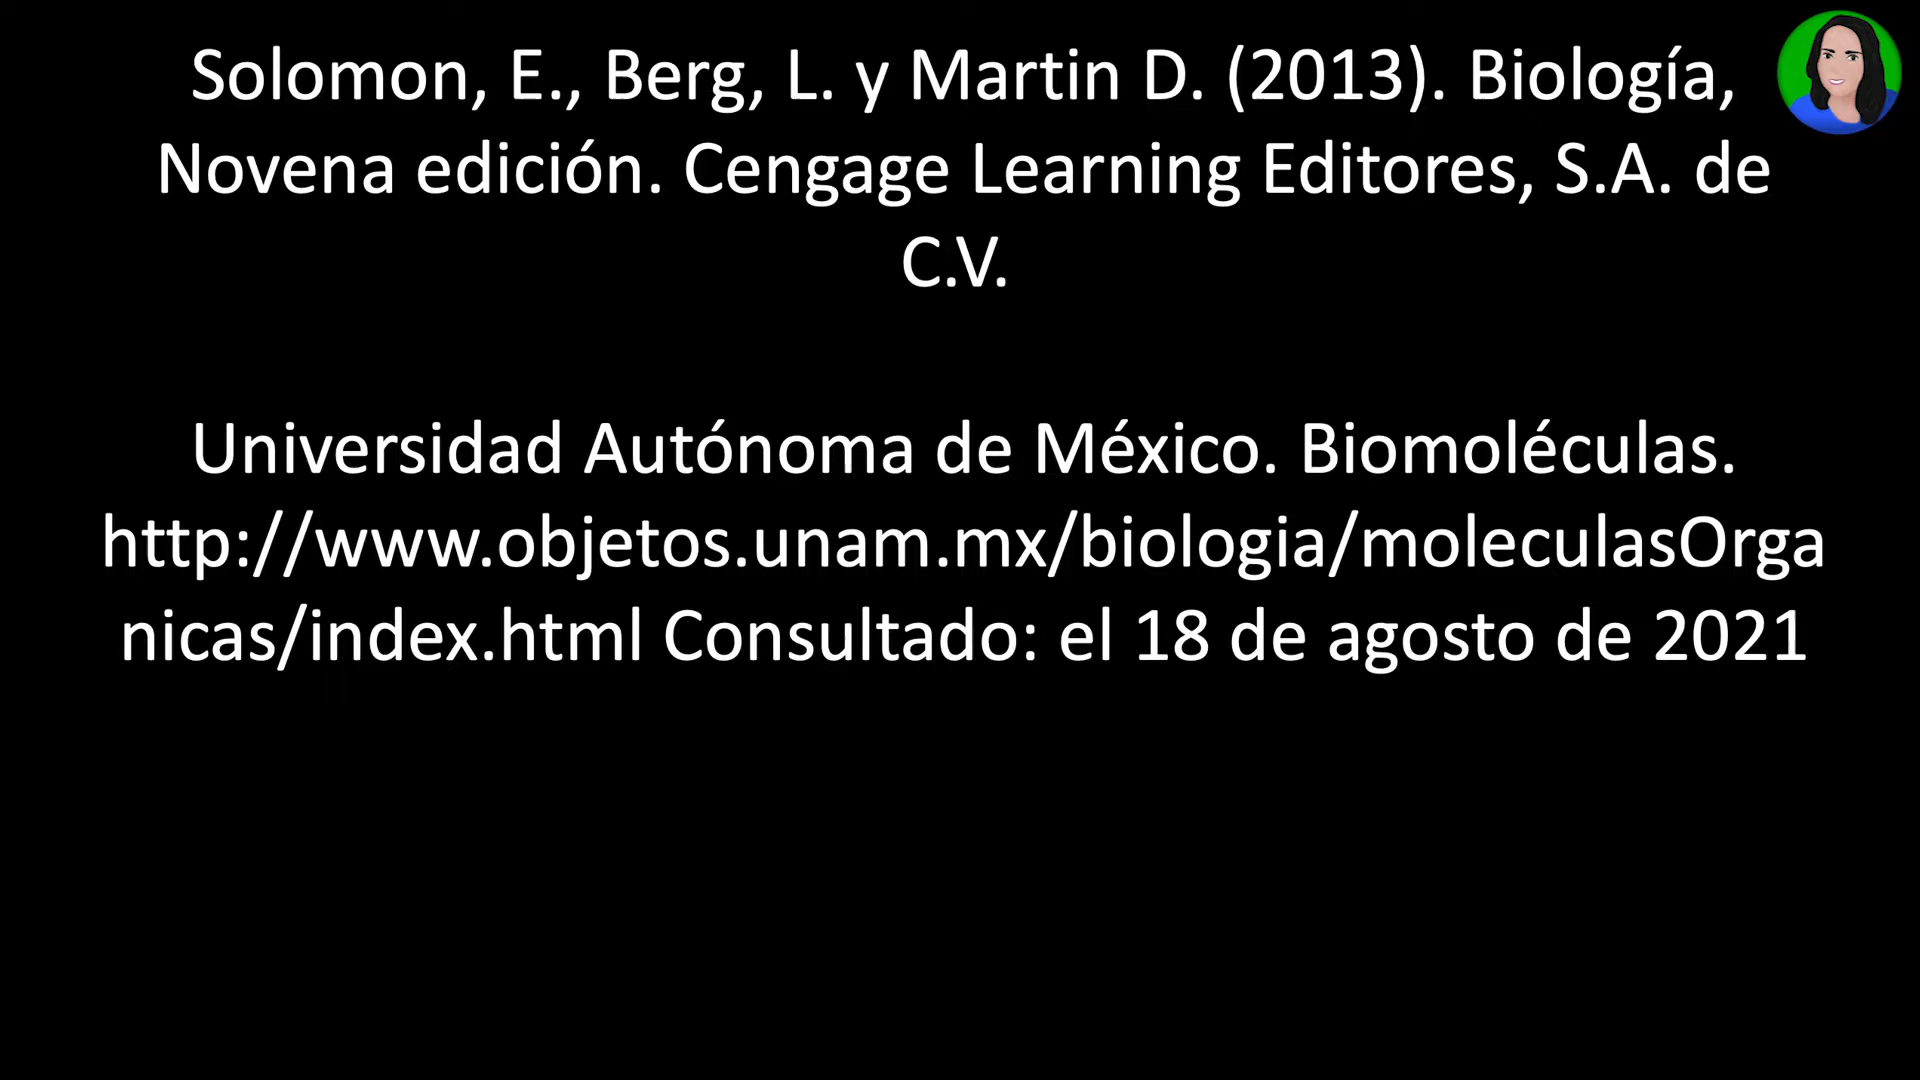 Solomon, E., Berg, L. y Martin D. (2013). Biología,
Novena edición. Cengage Learning Editores, S.A. de
C.V.
Universidad Autónoma de México. Biomoléculas.
http://www.objetos.unam.mx/biologia/moleculasOrga
nicas/index.html Consultado: el 18 de agosto de 2021